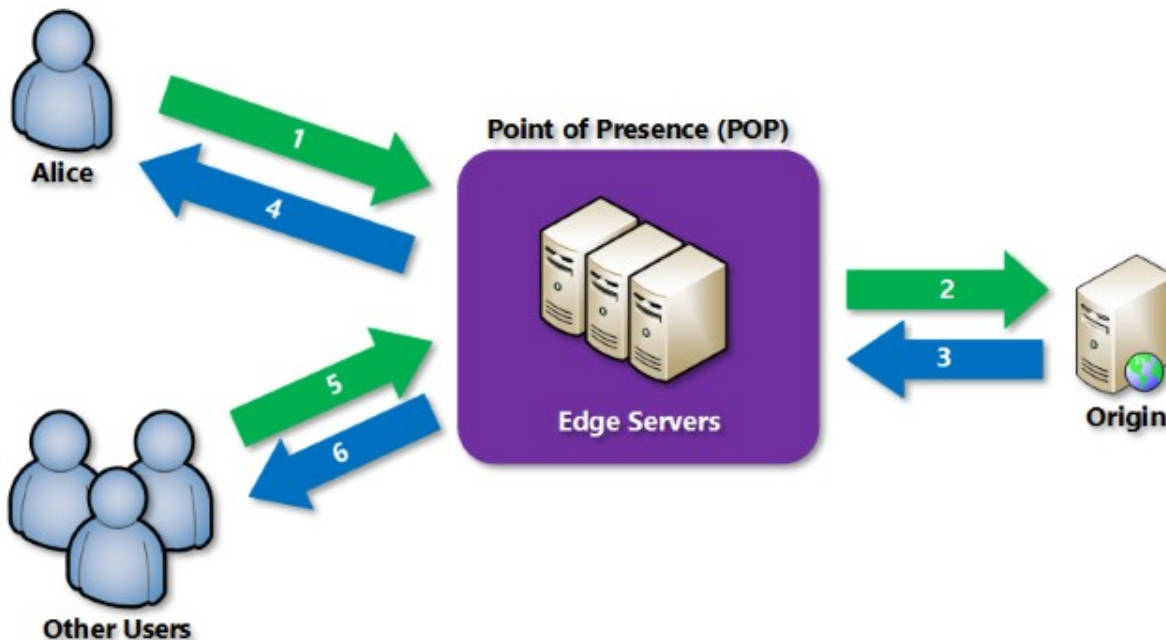 1
Point of Presence (POP)
Alice
4
2
3
5
Edge Servers
Origin
6
Other Users